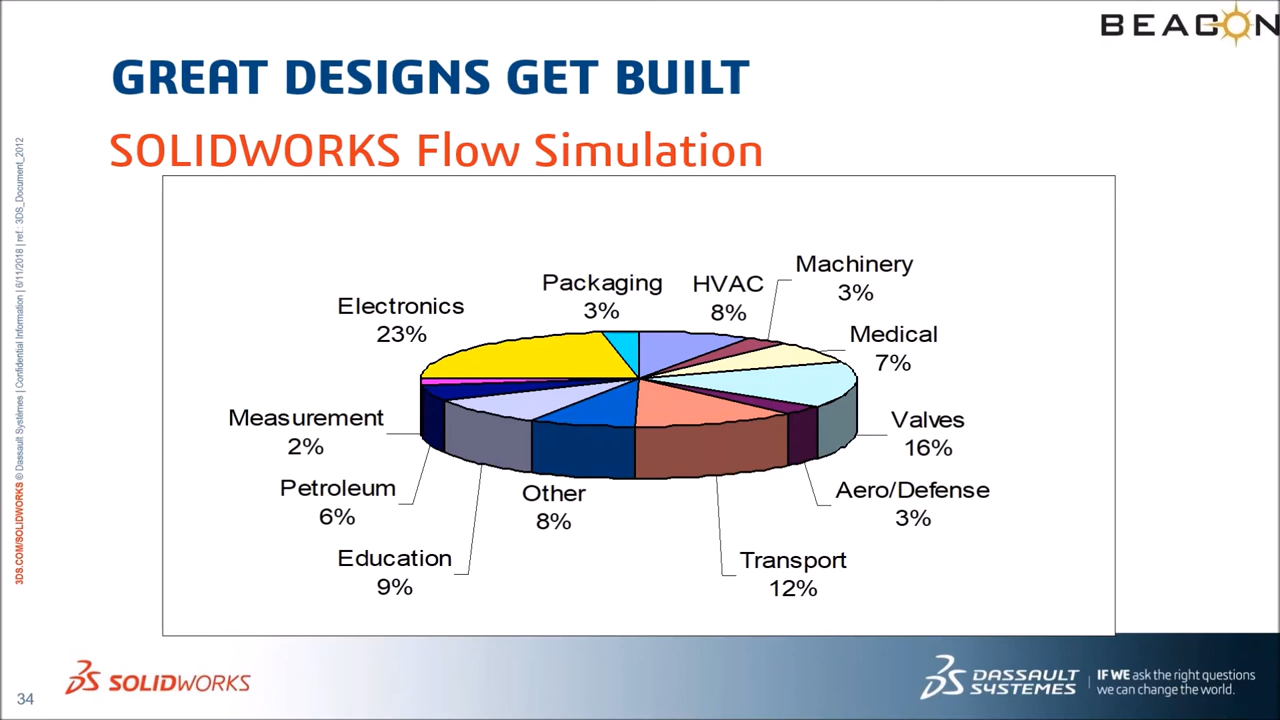 BEACON
GREAT DESIGNS GET BUILT
SOLIDWORKS Flow Simulation
3DS.COM/SOLIDWORKS © Dassault Systèmes | Confidential Information | 6/11/2018 | ref.: 3DS_Document_2012
Packaging
3%
HVAC
8%
Machinery
3%
Medical
7%
Valves
16%
Aero/Defense
3%
Transport
12%
Other
8%
Education
9%
Petroleum
6%
Measurement
2%
Electronics
23%
34
SOLIDWORKS
DASSAULT
SYSTEMES
IF WE ask the right questions
we can change the world.